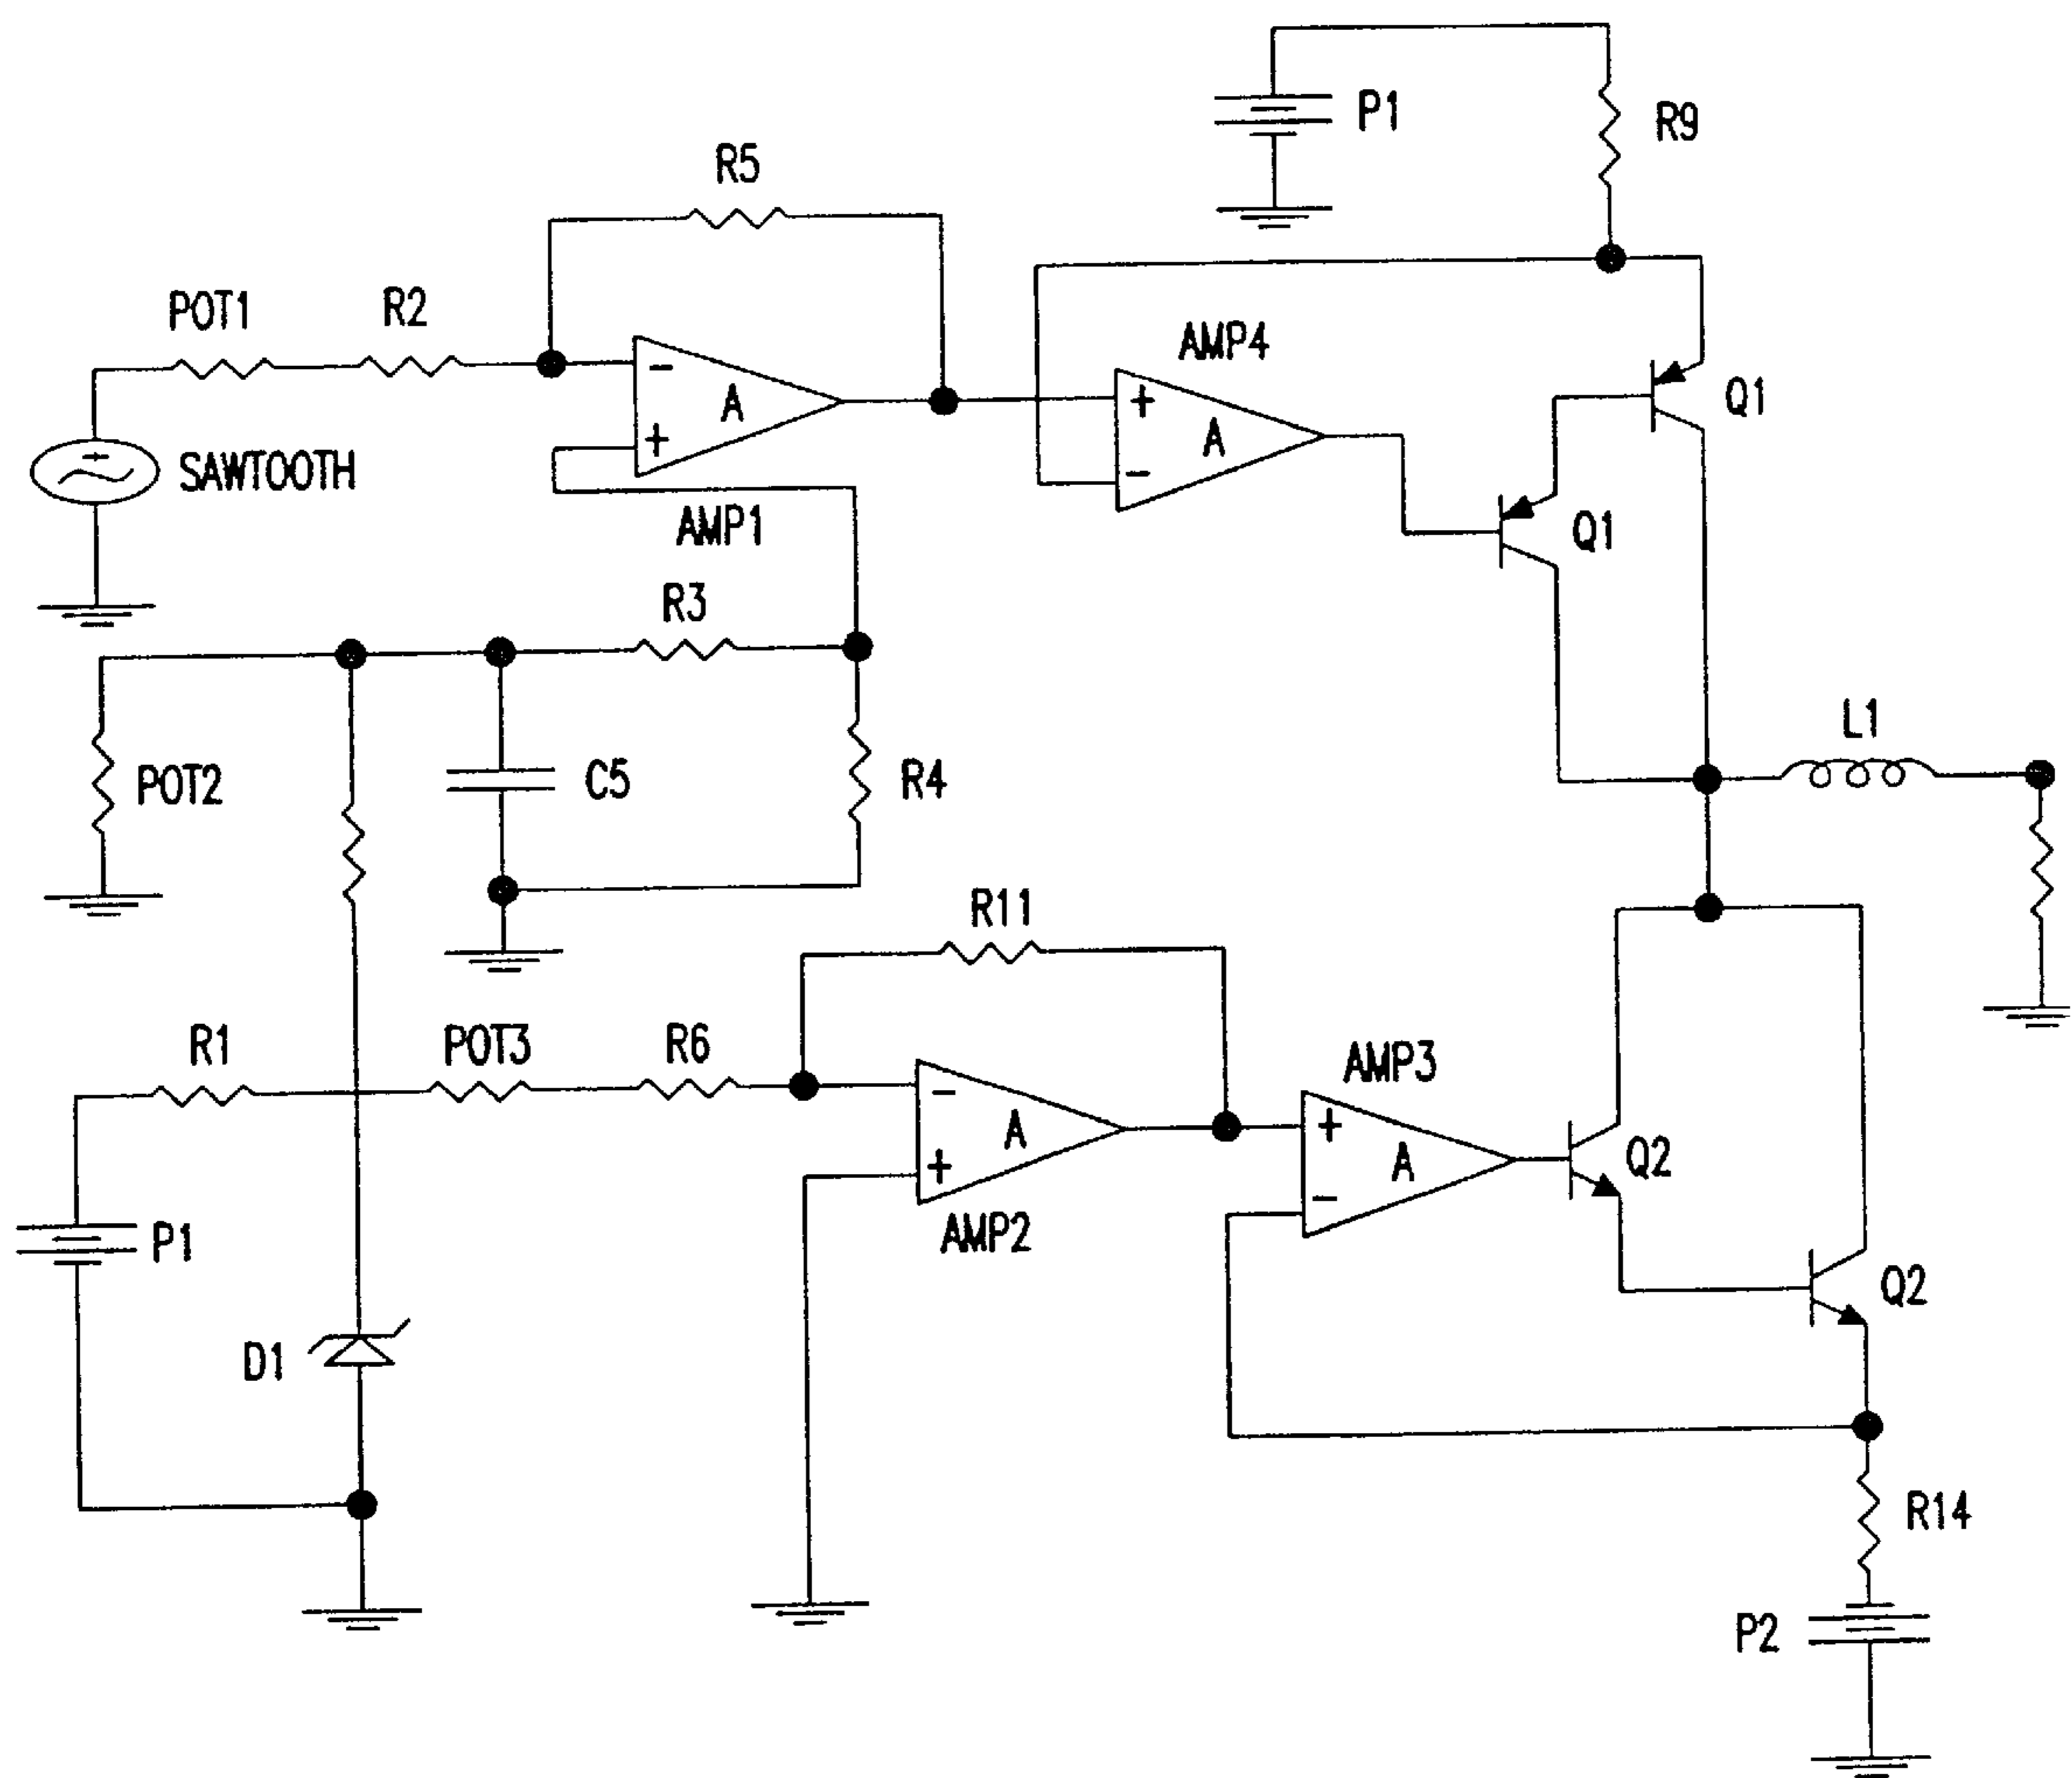 P1
R9
R5
POT1
R2
AMP4
-
A
+
+
A
-
Q1
SAWTOOTH
+
AMP1
Q1
R3
L1
POT2
C5
R4
R11
R1
POT3
R6
AMP3
-
A
+
+
A
-
Q2
AMP2
P1
Q2
D1
R14
P2